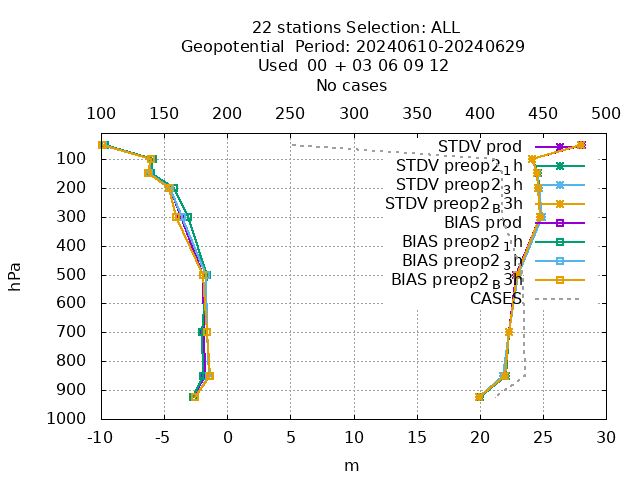 22 stations Selection: ALL
Geopotential  Period: 20240610-20240629
Used  00 + 03 06 09 12
No cases
100 150 200 250 300 350 400 450 500
STDV prod
STDV preop2_1h
STDV preop2_3h
STDV preop2_B3h
BIAS prod
BIAS preop2_1h
BIAS preop2_3h
BIAS preop2_B3h
CASES
hPa
100
200
300
400
500
600
700
800
900
1000
-10 -5 0 5 10 15 20 25 30
m